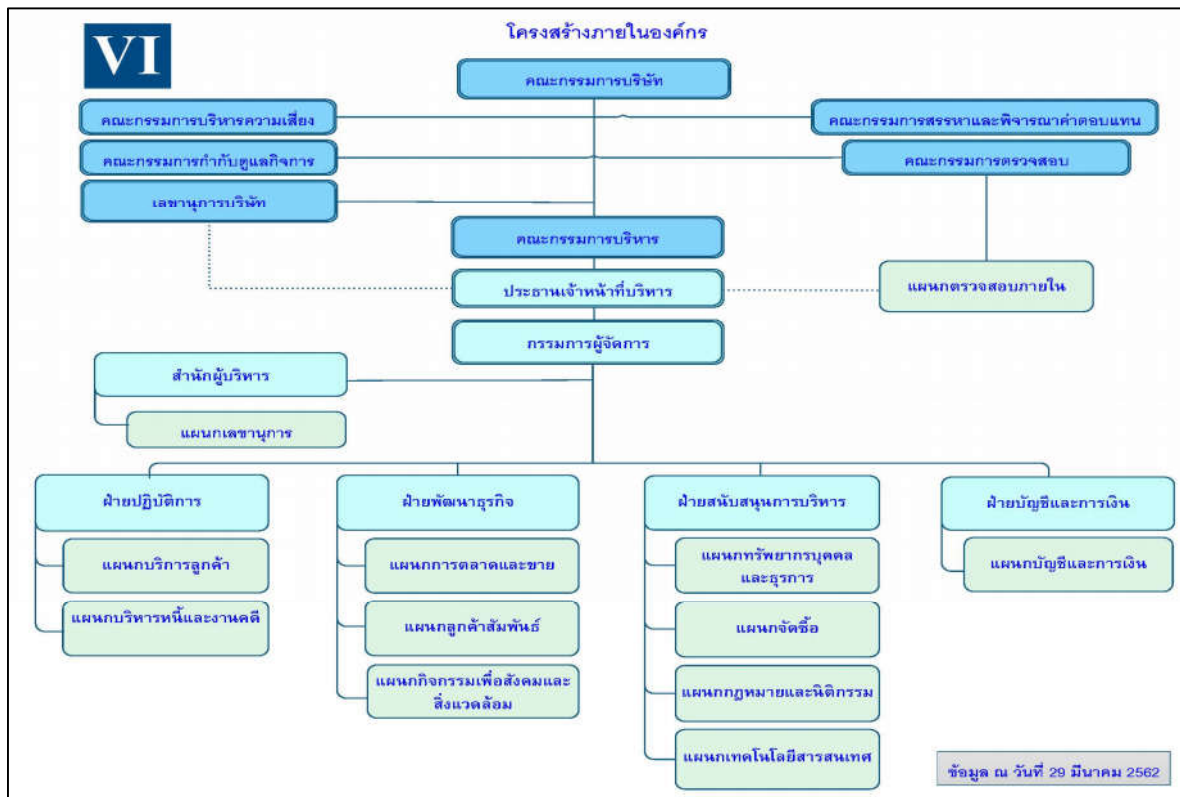 VI
โครงสร้างภายในองค์กร
คณะกรรมการบริษัท
คณะกรรมการบริหารความเสี่ยง
คณะกรรมการสรรหาและพิจารณาค่าตอบแทน
คณะกรรมการกำกับดูแลกิจการ
คณะกรรมการตรวจสอบ
เลขานุการบริษัท
คณะกรรมการบริหาร
ประธานเจ้าหน้าที่บริหาร
แผนกตรวจสอบภายใน
กรรมการผู้จัดการ
สำนักผู้บริหาร
แผนกเลขานุการ
ฝ่ายปฏิบัติการ
ฝ่ายพัฒนาธุรกิจ
ฝ่ายสนับสนุนการบริหาร
ฝ่ายบัญชีและการเงิน
แผนกบริการลูกค้า
แผนกการตลาดและขาย
แผนกทรัพยากรบุคคล
และธุรการ
แผนกบัญชีและการเงิน
แผนกบริหารหนี้และงานคดี
แผนกลูกค้าสัมพันธ์
แผนกจัดซื้อ
แผนกกิจกรรมเพื่อสังคมและ
สิ่งแวดล้อม
แผนกกฎหมายและนิติกรรม
แผนกเทคโนโลยีสารสนเทศ
ข้อมูล ณ วันที่ 29 มีนาคม 2562